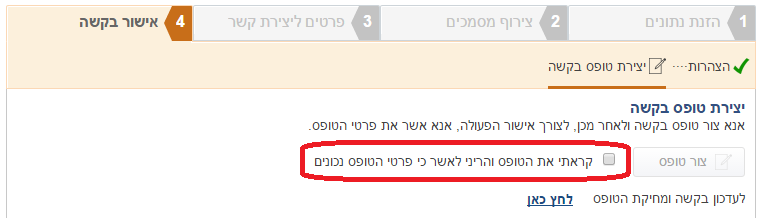 1 הזנת נתונים 2 צירוף מסמכים 3 פרטים ליצירת קשר 4 אישור בקשה
הצהרות···· יצירת טופס בקשה
יצירת טופס בקשה
אנא צור טופס בקשה ולאחר מכן, לצורך אישור הפעולה, אנא אשר את פרטי הטופס.
צור טופס קראתי את הטופס והריני לאשר כי פרטי הטופס נכונים
לעדכון בקשה ומחיקת הטופס לחץ כאן